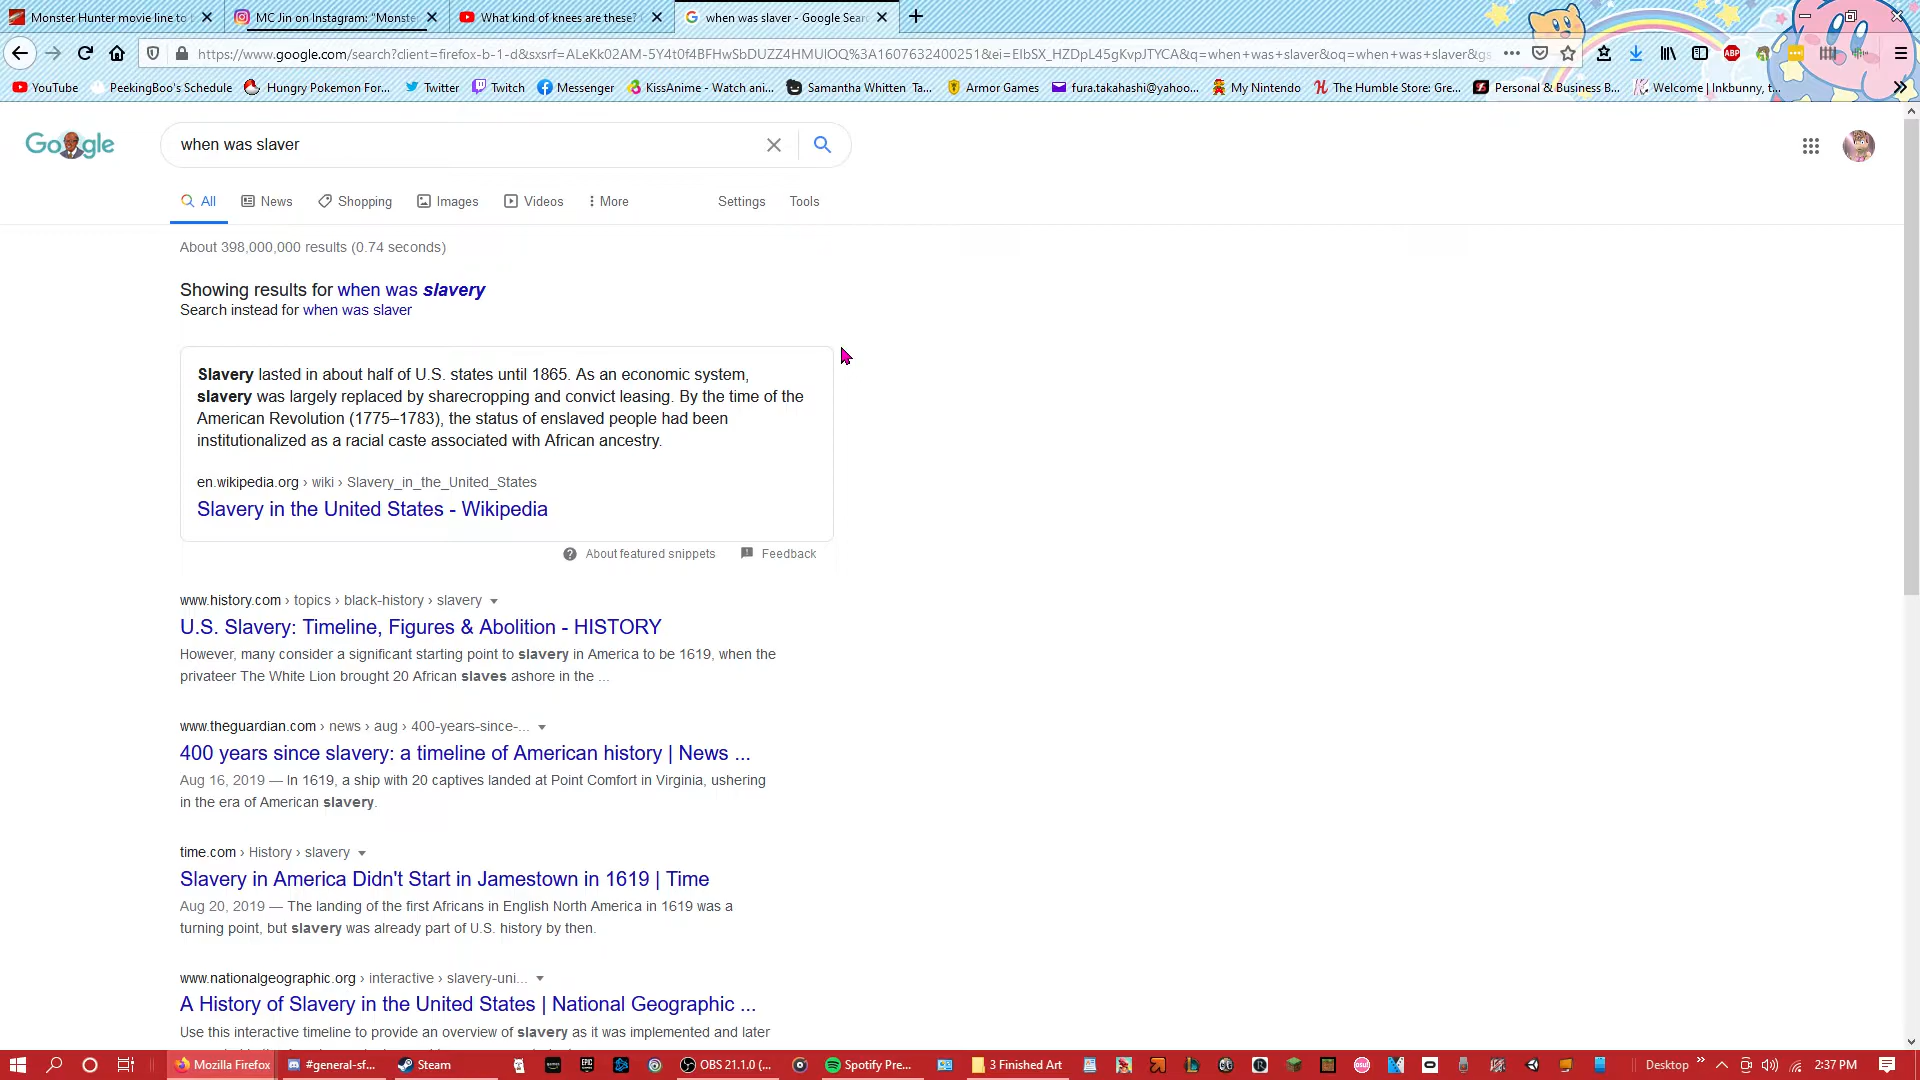 Monster Hunter movie line to b
MC Jin on Instagram: "Monster
What kind of knees are these?
when was slaver - Google Searc
https://www.google.com/search?client=firefox-b-1-d&sxsrf=ALeKk02AM-5Y4t0f4BFHwSbDUZZ4HMUlOQ%3A1607632400251&ei=EIbSX_HZDpL45gKvpJTYCA&q=when+was+slaver&oq=when+was+slaver&gs
ABP
YouTube
PeekingBoo's Schedule
Hungry Pokemon For...
Twitter
Twitch
Messenger
KissAnime - Watch ani...
Samantha Whitten Ta...
Armor Games
fura.takahashi@yahoo...
My Nintendo
The Humble Store: Gre...
Personal & Business B...
Welcome | Inkbunny, t...
Google
when was slaver
All
News
Shopping
Images
Videos
More
Settings
Tools
About 398,000,000 results (0.74 seconds)
Showing results for when was slavery
Search instead for when was slaver
Slavery lasted in about half of U.S. states until 1865. As an economic system,
slavery was largely replaced by sharecropping and convict leasing. By the time of the
American Revolution (1775–1783), the status of enslaved people had been
institutionalized as a racial caste associated with African ancestry.
en.wikipedia.org › wiki › Slavery_in_the_United_States
Slavery in the United States - Wikipedia
About featured snippets
Feedback
www.history.com › topics › black-history › slavery
U.S. Slavery: Timeline, Figures & Abolition - HISTORY
However, many consider a significant starting point to slavery in America to be 1619, when the
privateer The White Lion brought 20 African slaves ashore in the ...
www.theguardian.com › news › aug › 400-years-since-...
400 years since slavery: a timeline of American history | News ...
Aug 16, 2019 — In 1619, a ship with 20 captives landed at Point Comfort in Virginia, ushering
in the era of American slavery.
time.com › History › slavery
Slavery in America Didn't Start in Jamestown in 1619 | Time
Aug 20, 2019 — The landing of the first Africans in English North America in 1619 was a
turning point, but slavery was already part of U.S. history by then.
www.nationalgeographic.org › interactive › slavery-uni...
A History of Slavery in the United States | National Geographic ...
Use this interactive timeline to provide an overview of slavery as it was implemented and later
Mozilla Firefox
#general-sf...
Steam
OBS 21.1.0 (...
Spotify Pre...
3 Finished Art
Desktop
2:37 PM